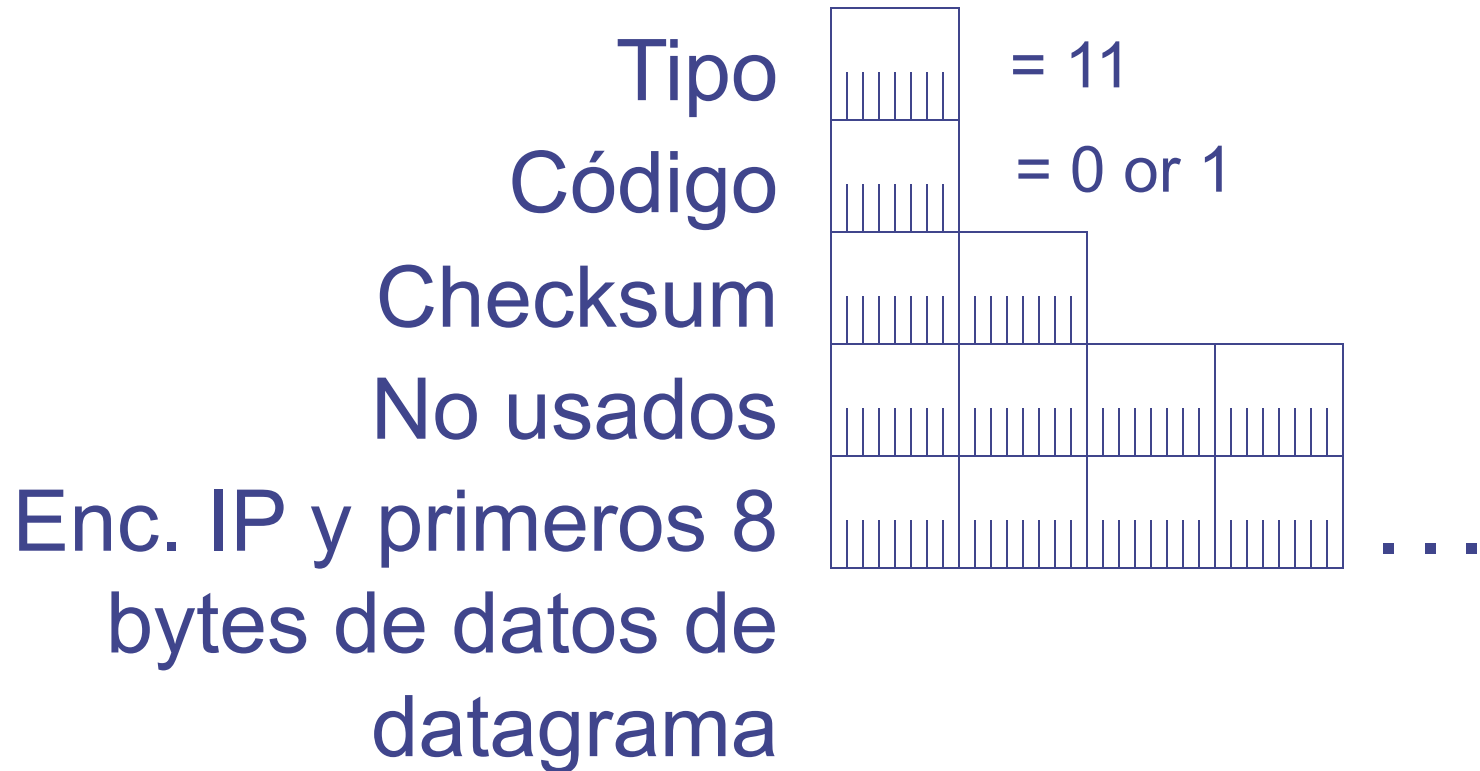 Tipo = 11
Código = 0 or 1
Checksum
No usados
Enc. IP y primeros 8 ...
bytes de datos de
datagrama